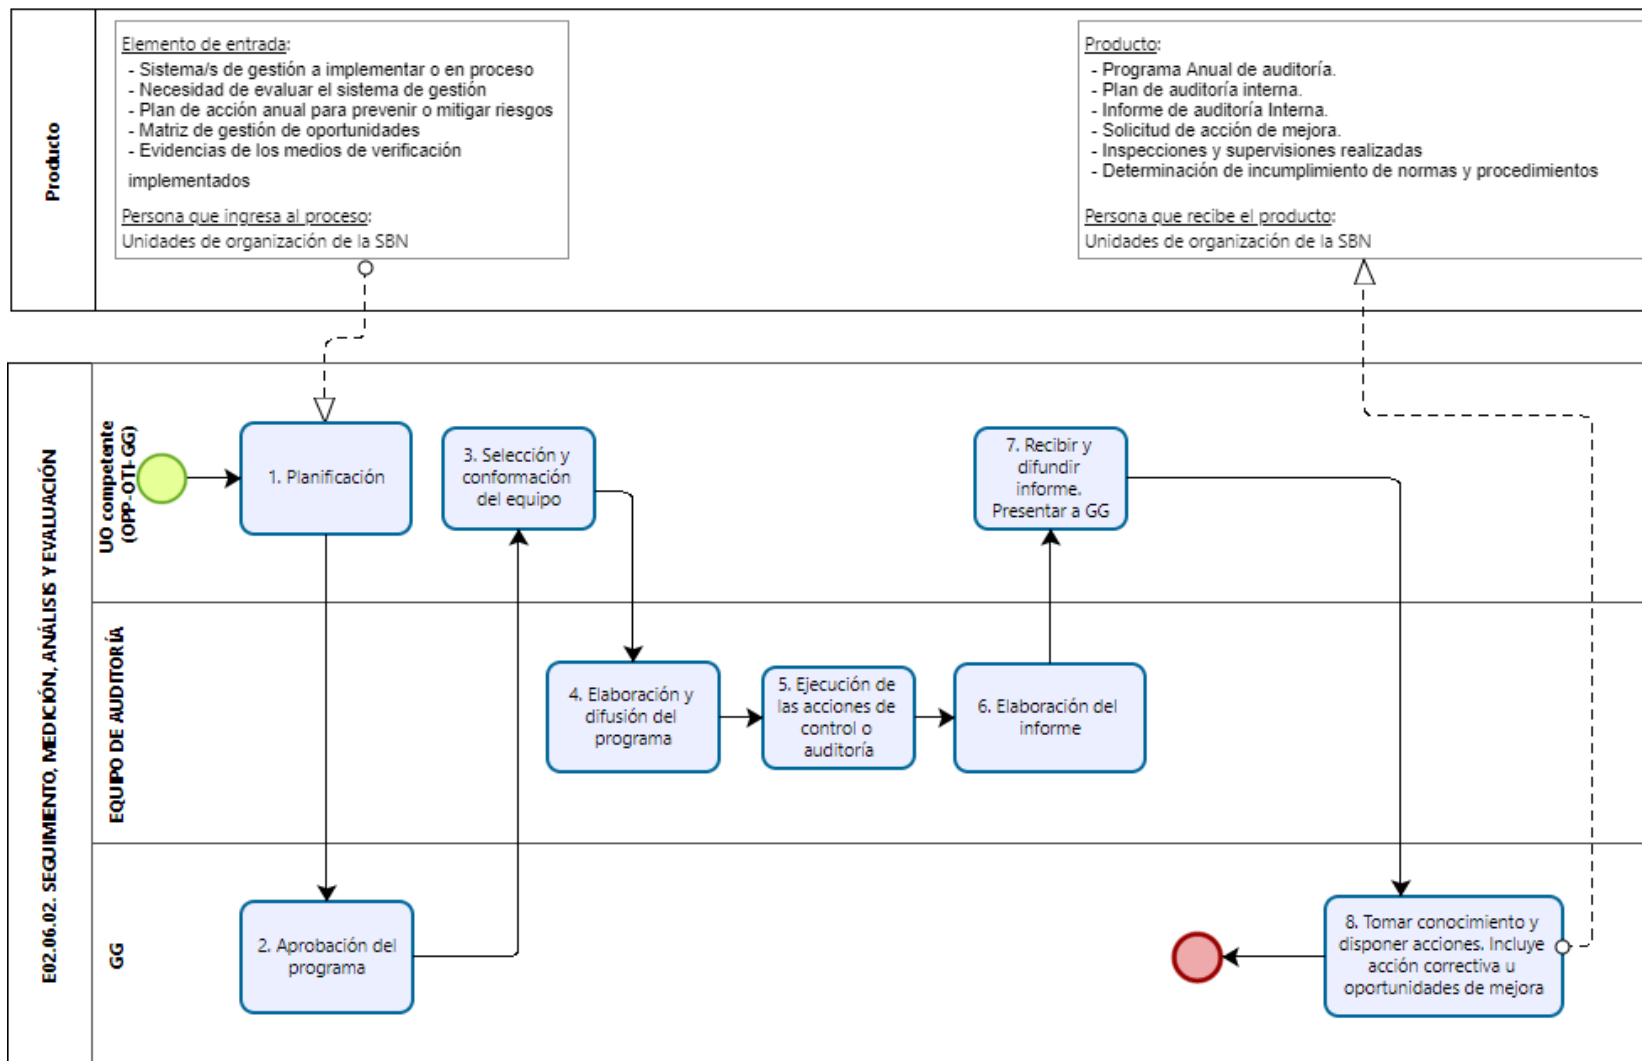 Producto
Elemento de entrada:
- Sistema/s de gestión a implementar o en proceso
- Necesidad de evaluar el sistema de gestión
- Plan de acción anual para prevenir o mitigar riesgos
- Matriz de gestión de oportunidades
- Evidencias de los medios de verificación
implementados
Persona que ingresa al proceso:
Unidades de organización de la SBN
Producto:
- Programa Anual de auditoría.
- Plan de auditoría interna.
- Informe de auditoría Interna.
- Solicitud de acción de mejora.
- Inspecciones y supervisiones realizadas
- Determinación de incumplimiento de normas y procedimientos
Persona que recibe el producto:
Unidades de organización de la SBN
E02.06.02. SEGUIMIENTO, MEDICIÓN, ANÁLISIS Y EVALUACIÓN
UO competente
(OPP-OTI-GG)
1. Planificación
3. Selección y
conformación
del equipo
7. Recibir y
difundir
informe.
Presentar a GG
EQUIPO DE AUDITORÍA
4. Elaboración y
difusión del
programa
5. Ejecución de
las acciones de
control o
auditoría
6. Elaboración del
informe
GG
2. Aprobación del
programa
8. Tomar conocimiento y
disponer acciones. Incluye
acción correctiva u
oportunidades de mejora